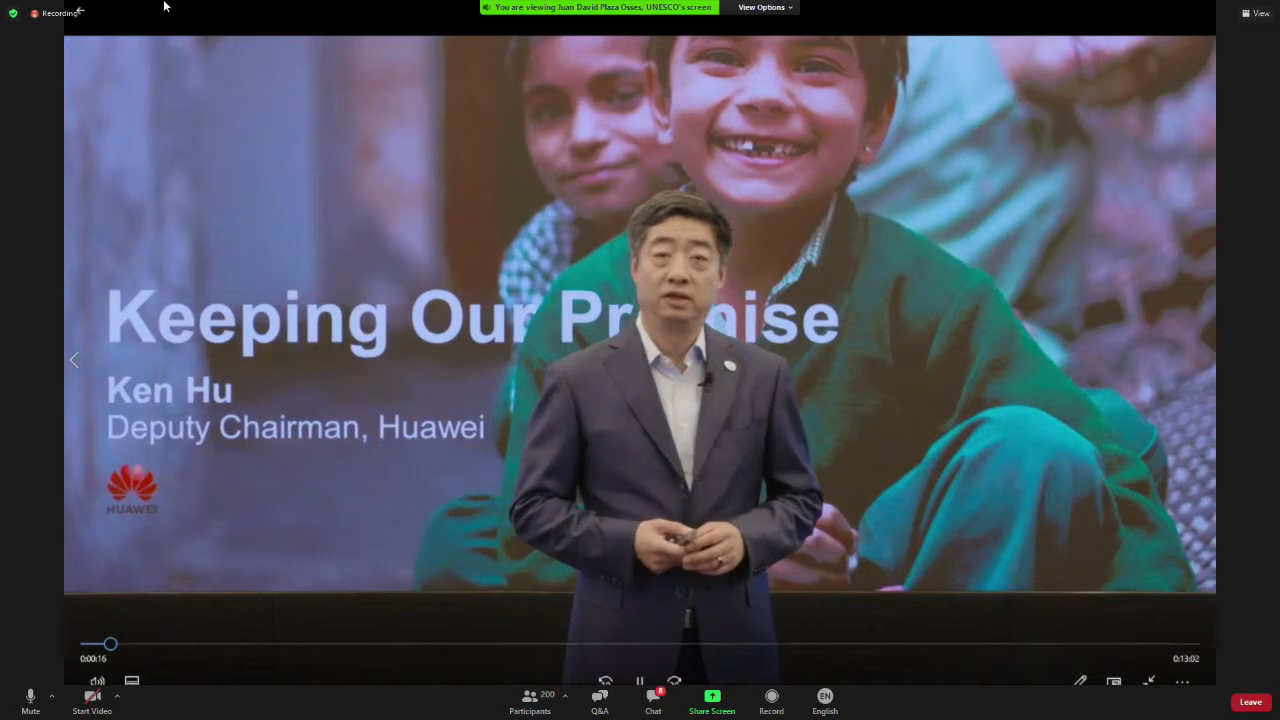 Recording
You are viewing Juan David Plaza Osses, UNESCO's screen
View Options
View
Keeping Our Pr mise
Ken Hu
Deputy Chairman, Huawei
HUAWEI
0:00:16
0:13:02
Mute
Start Video
200
Participants
Q&A
8
Chat
Share Screen
Record
EN
English
Leave